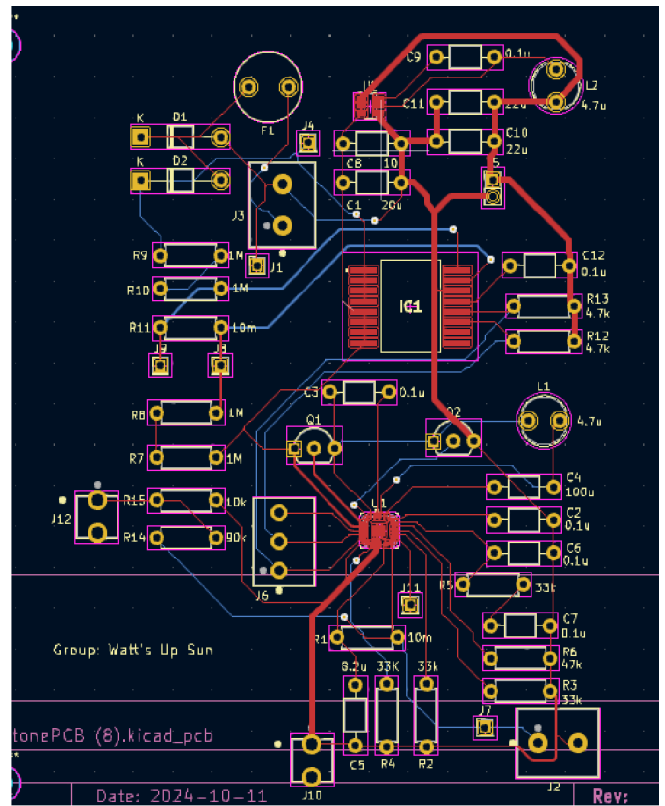 C9 0.1u
L2
4.7u
C11 22u
C10
22u
K D1
F1
J4
K D2
C8 10
J3
C1 20u
J1
R9 1M
R10 1M
R11 10m
C12
0.1u
IC1
R13
4.7k
R12
4.7k
J9 J8
C3 0.1u
L1
4.7u
R8 1M
Q1
Q2
R7 1M
C4
100u
R15 10k
U1
C2
0.1u
J12
R14 90k
C6
0.1u
J6
R5 33k
J11
C7
0.1u
R1 10m
Group: Watt's Up Sun
R6
47k
8.2u 33K 33k
R3
33k
J7
tonePCB (8).kicad_pcb
C5 R4 R2
J10
J2
Date: 2024-10-11
Rev: